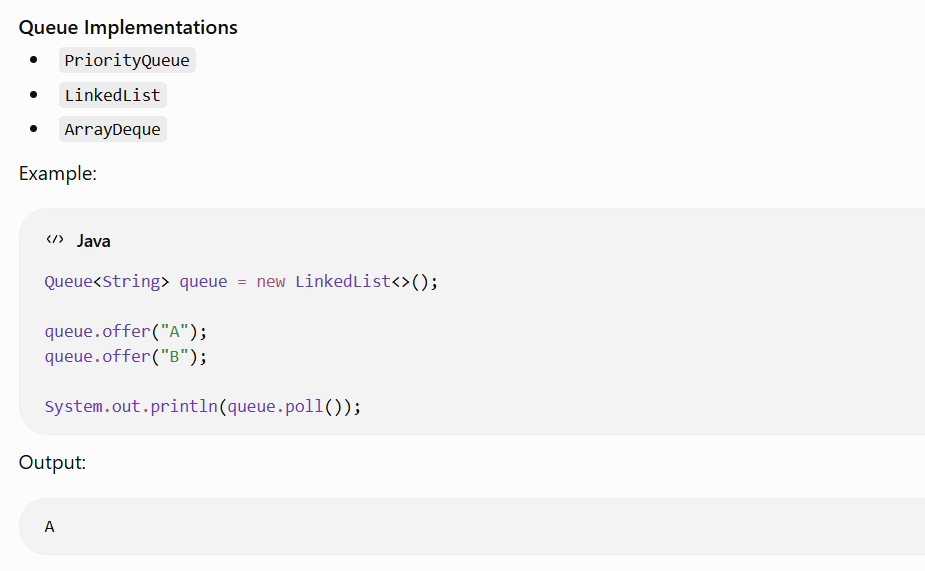 Queue Implementations
PriorityQueue
LinkedList
ArrayDeque
Example:
Java
Queue<String> queue = new LinkedList<>();
queue.offer("A");
queue.offer("B");
System.out.println(queue.poll());
Output:
A